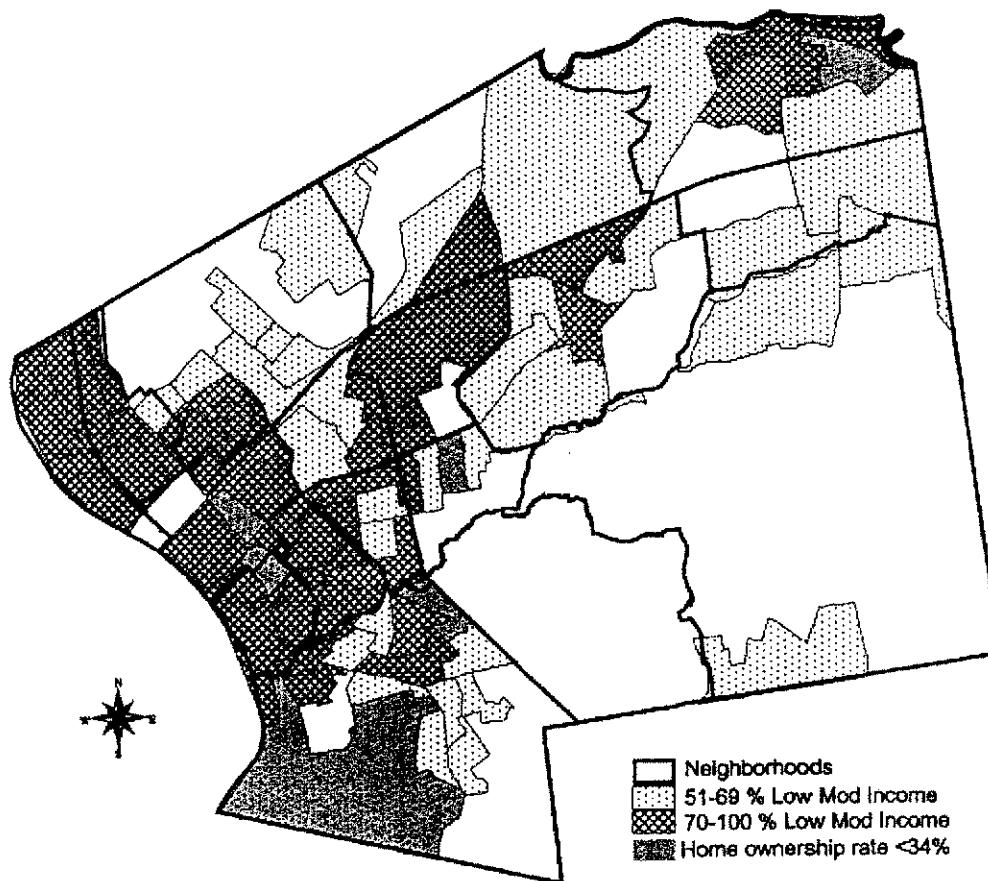 N
Neighborhoods
51-69 % Low Mod Income
70-100 % Low Mod Income
Home ownership rate <34%